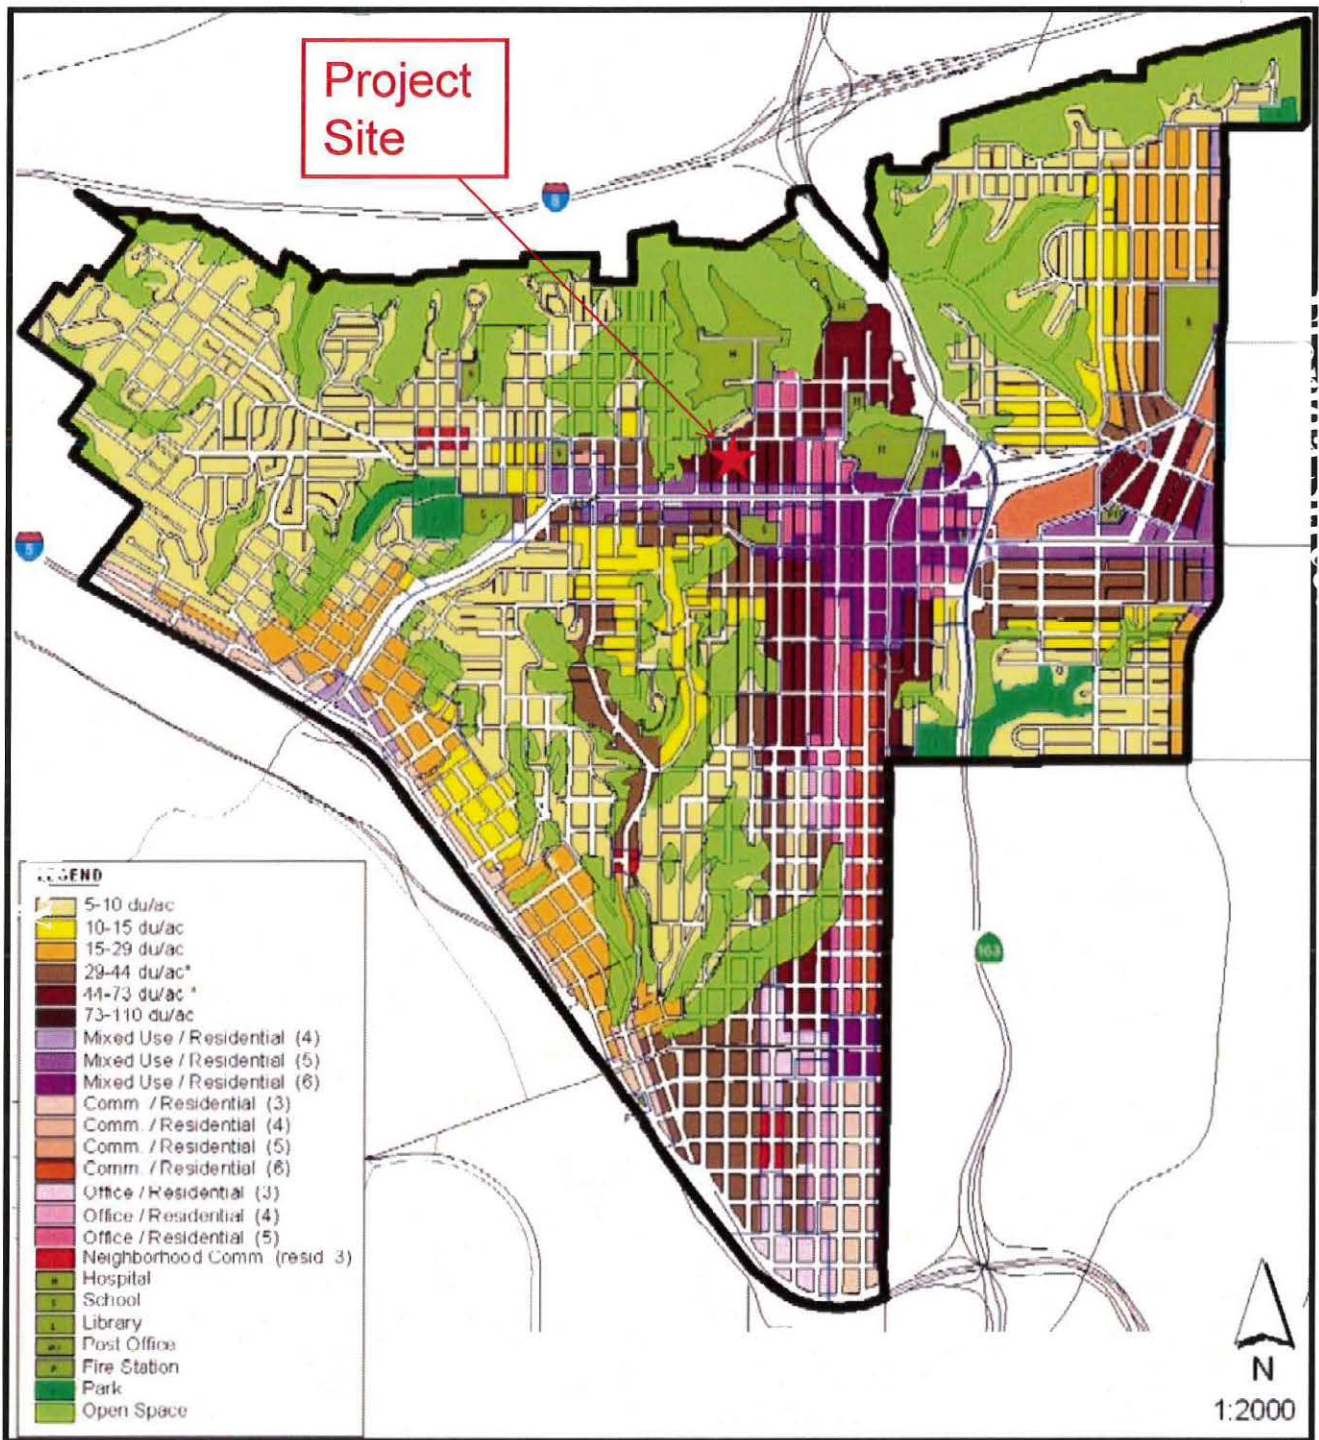 Project
Site
8
5
163
LEGEND
5-10 du/ac
10-15 du/ac
15-29 du/ac
29-44 du/ac*
44-73 du/ac *
73-110 du/ac
Mixed Use / Residential (4)
Mixed Use / Residential (5)
Mixed Use / Residential (6)
Comm. / Residential (3)
Comm. / Residential (4)
Comm. / Residential (5)
Comm. / Residential (6)
Office / Residential (3)
Office / Residential (4)
Office / Residential (5)
Neighborhood Comm (resid 3)
H Hospital
S School
L Library
Post Office
F Fire Station
Park
Open Space
N
1:2000